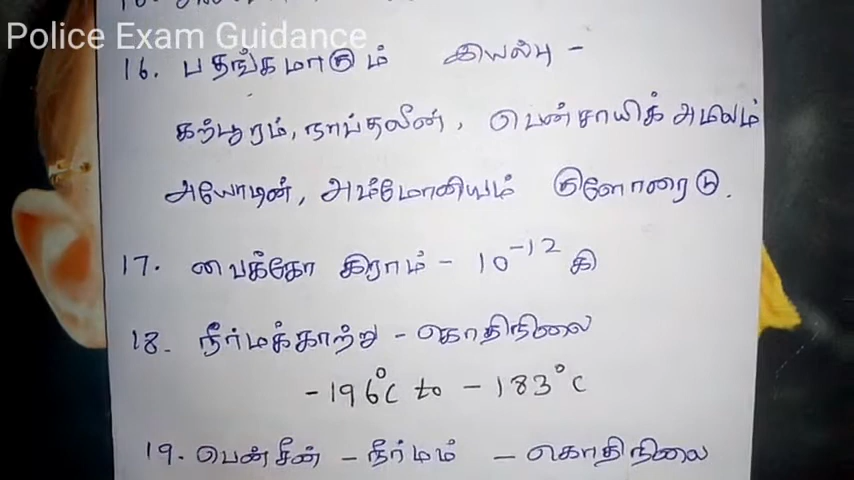 Police Exam Guidance
16. பதங்கமாகும் இயல்பு -
கற்பூரம், நாப்தலீன், பென்சாயிக் அமிலம்
அயோடின், அம்மோனியம் குளோரைடு.
17. பைக்கோ கிராம் - 10⁻¹² கி
18. நீர்மக்காற்று - கொதிநிலை
-196°C to -183°C
19. பென்சீன் - நீர்மம் - கொதிநிலை